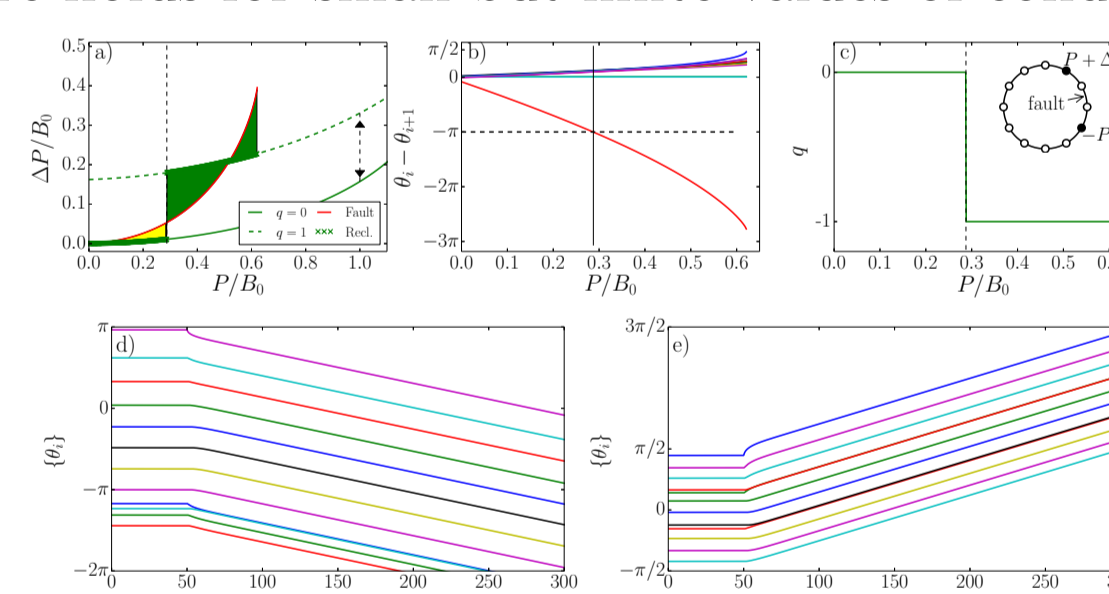 a)
0.5
0.4
0.3
0.2
0.1
0.0
ΔP/B₀
0.0 0.2 0.4 0.6 0.8 1.0
P/B₀
q = 0 Fault
q = 1 Recl.
b)
π/2
0
−π
−2π
−3π
θᵢ − θᵢ₊₁
0.0 0.1 0.2 0.3 0.4 0.5 0.6
P/B₀
c)
0
-1
q
0.0 0.1 0.2 0.3 0.4 0.5
P/B₀
P + Δ
fault
−P
d)
π
0
−π
−2π
{θᵢ}
0 50 100 150 200 250 300
e)
3π/2
π/2
0
−π/2
{θᵢ}
0 50 100 150 200 250